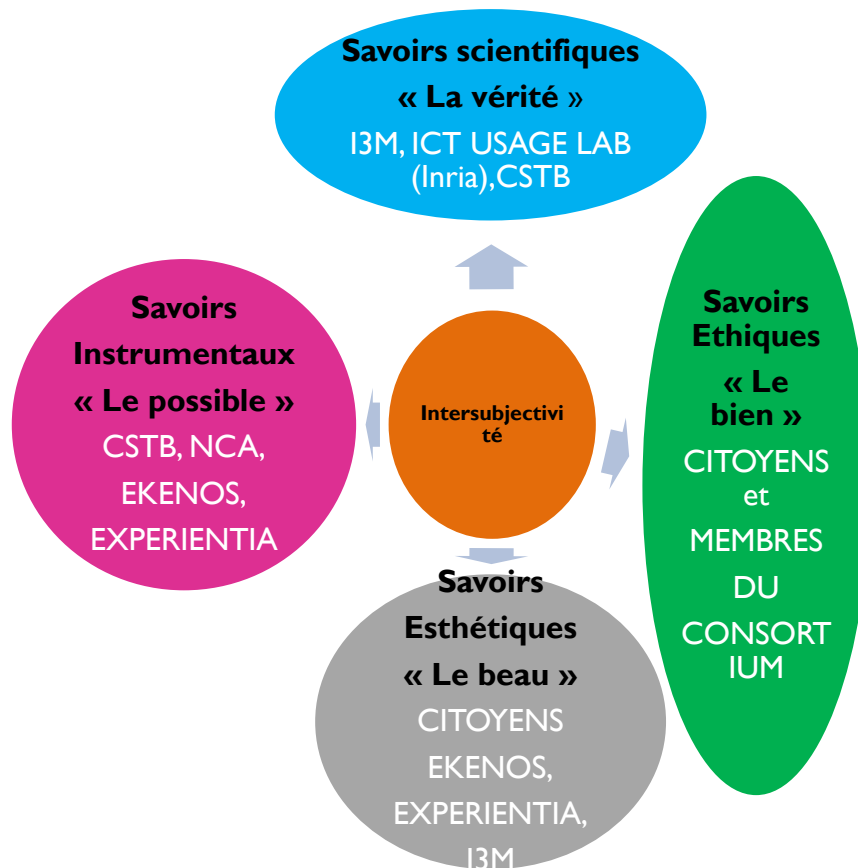 Savoirs scientifiques
« La vérité »
I3M, ICT USAGE LAB
(Inria),CSTB
Savoirs
Instrumentaux
« Le possible »
CSTB, NCA,
EKENOS,
EXPERIENTIA
Intersubjectivi
té
Savoirs
Ethiques
« Le
bien »
CITOYENS
et
MEMBRES
DU
CONSORT
IUM
Savoirs
Esthétiques
« Le beau »
CITOYENS
EKENOS,
EXPERIENTIA,
I3M